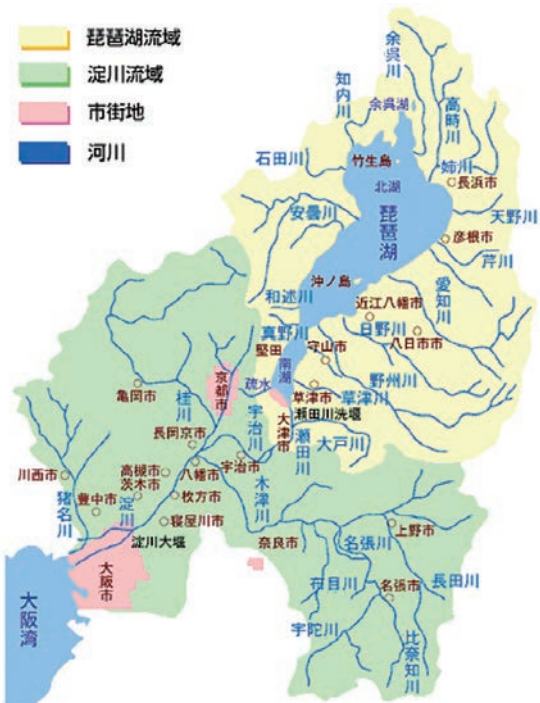 琵琶湖流域
淀川流域
市街地
河川
余呉川
知内川
余呉湖
高時川
石田川
竹生島
姉川
長浜市
北湖
安曇川
琵琶湖
天野川
彦根市
芹川
沖ノ島
愛知川
和述川
近江八幡市
真野川
日野川
八日市市
堅田
守山市
南湖
野州川
京都市
疏水
亀岡市
桂川
草津市
草津川
瀬田川洗堰
宇治川
大津市
瀬田川
大戸川
長岡京市
川西市
高槻市
八幡市
宇治市
茨木市
木津川
猪名川
豊中市
淀川
枚方市
寝屋川市
上野市
淀川大堰
奈良市
名張川
大阪市
大阪湾
名張市
長田川
宇陀川
比奈知川